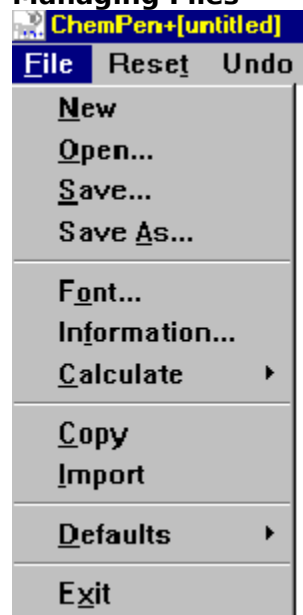 Managing Files
ChemPen+[untitled]
File Reset Undo
New
Open...
Save...
Save As...
Font...
Information...
Calculate
Copy
Import
Defaults
Exit